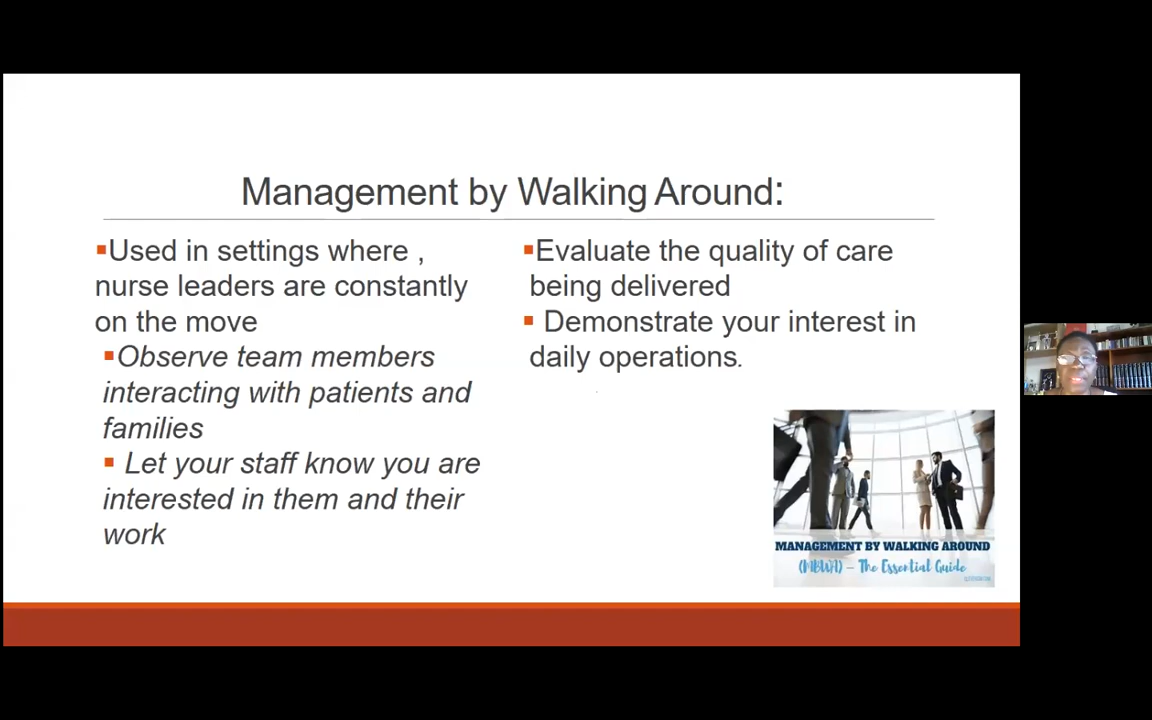 Management by Walking Around:
▪Used in settings where ,
nurse leaders are constantly
on the move
▪Observe team members
interacting with patients and
families
▪ Let your staff know you are
interested in them and their
work
▪Evaluate the quality of care
being delivered
▪ Demonstrate your interest in
daily operations.
MANAGEMENT BY WALKING AROUND
(MBWA) – The Essential Guide